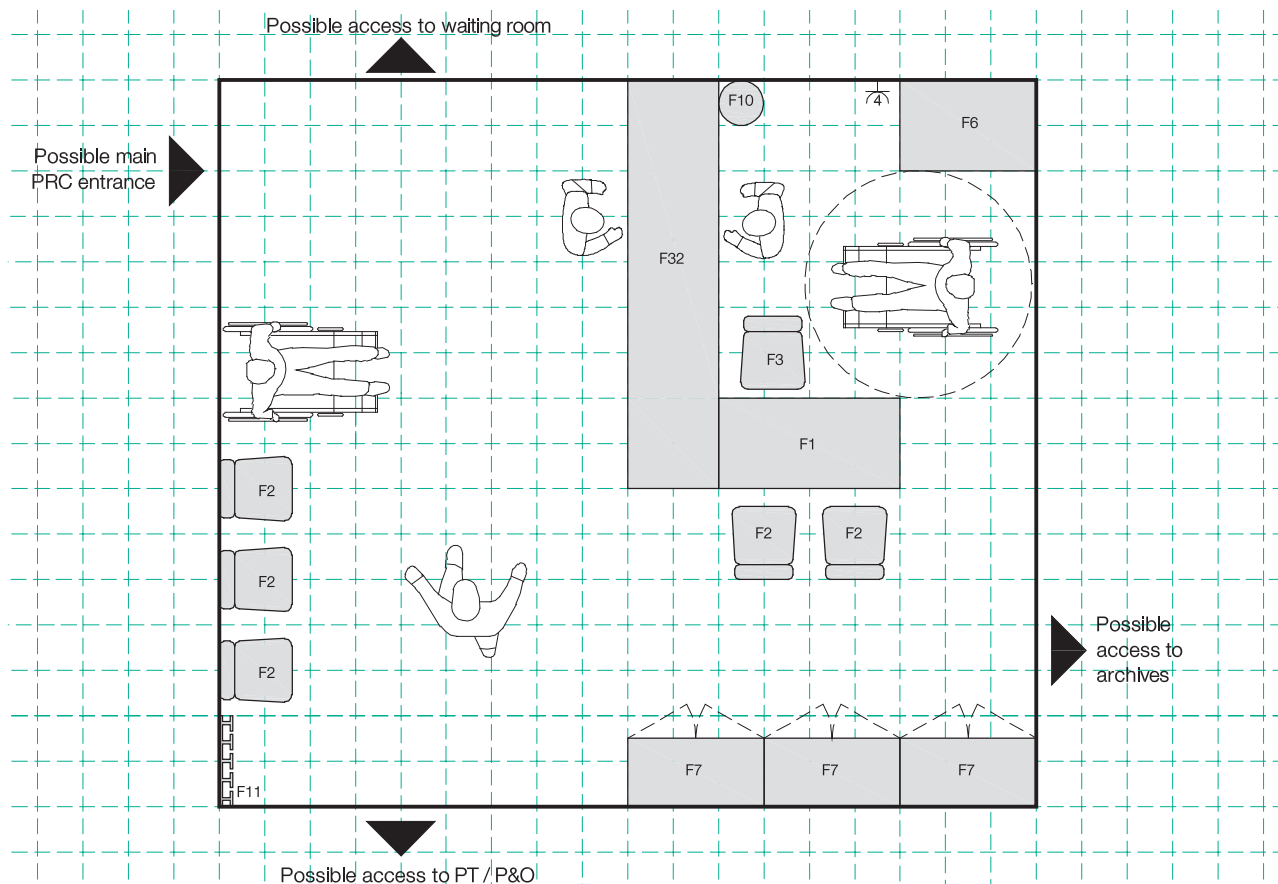 Possible access to waiting room
F10
4
F6
Possible main
PRC entrance
F32
F3
F1
F2
F2
F2
F2
F2
Possible
access to
archives
F7
F7
F7
F11
Possible access to PT / P&O